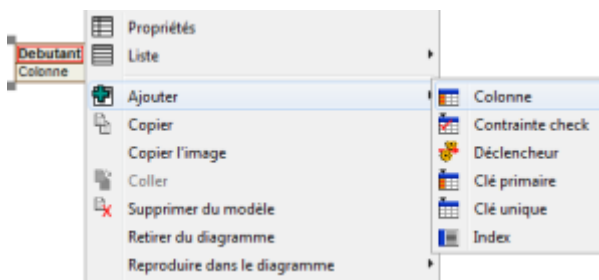 Propriétés
Debutant
Liste
Colonne
Ajouter
Colonne
Copier
Contrainte check
Copier l'image
Déclencheur
Coller
Clé primaire
Supprimer du modèle
Clé unique
Retirer du diagramme
Index
Reproduire dans le diagramme